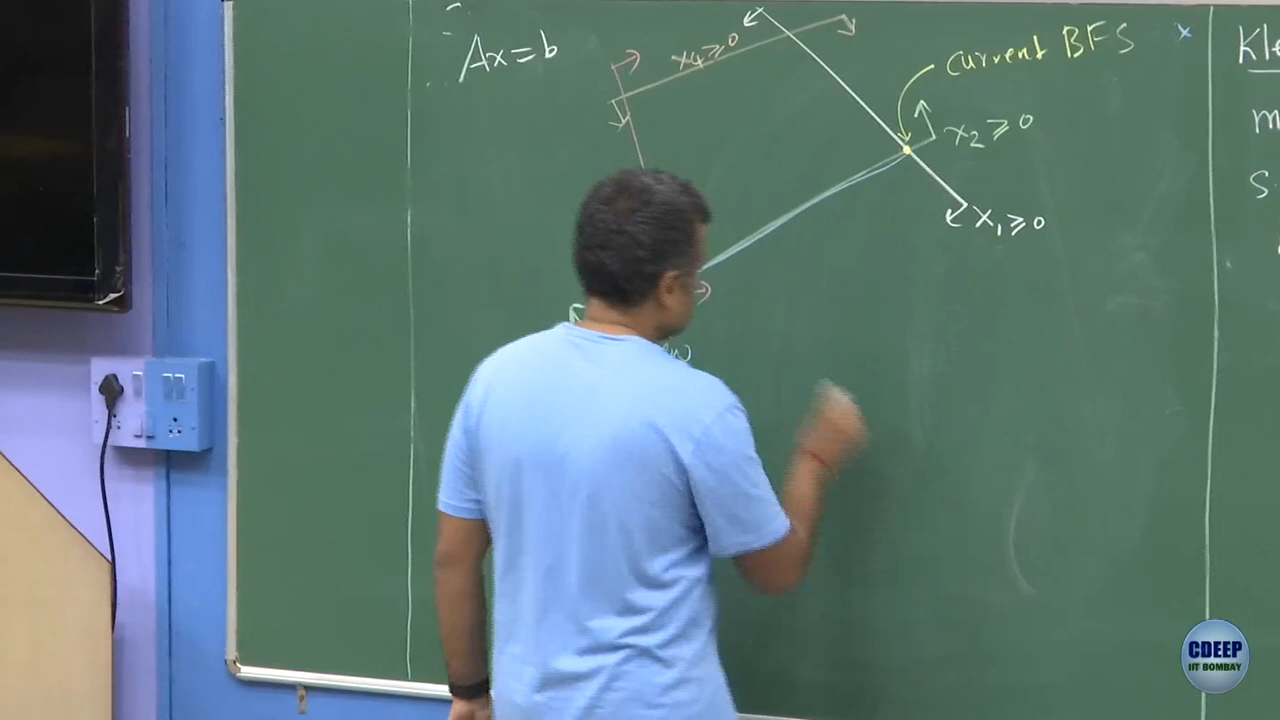 Ax=b
x₄≥0
current BFS
x
x₂≥0
x₁≥0
Kle
m
S.
CDEEP
IIT BOMBAY